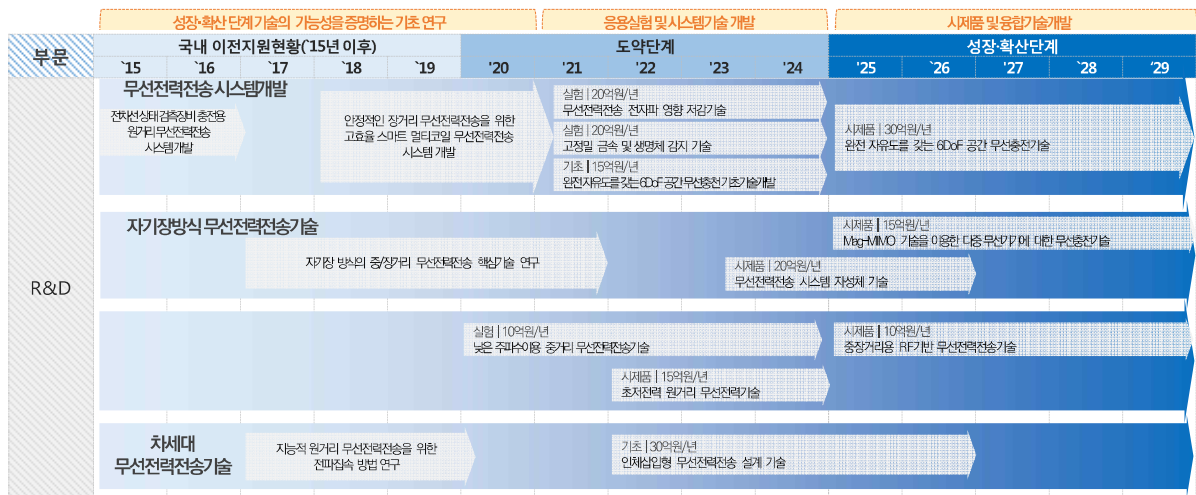 성장·확산 단계 기술의 가능성을 증명하는 기초 연구
응용실험 및 시스템기술 개발
시제품 및 융합기술개발
부문
국내 이전지원현황(`15년 이후)
도약단계
성장·확산단계
`15 `16 `17 `18 `19 '20 '21 '22 '23 '24 '25 '26 '27 '28 '29
R&D
무선전력전송 시스템개발
전차선 상태 검측장비 충전용
원거리 무선전력전송
시스템개발
안정적인 장거리 무선전력전송을 위한
고효율 스마트 멀티코일 무선전력전송
시스템 개발
실험 | 20억원/년
무선전력전송 전자파 영향 저감기술
실험 | 20억원/년
고정밀 금속 및 생명체 감지 기술
기초 | 15억원/년
완전 자유도를 갖는 6DoF 공간 무선충전 기초기술개발
시제품 | 30억원/년
완전 자유도를 갖는 6DoF 공간 무선충전기술
자기장방식 무선전력전송기술
자기장 방식의 중/장거리 무선전력전송 핵심기술 연구
시제품 | 15억원/년
Mag-MIMO 기술을 이용한 다중 무선기기에 대한 무선충전기술
시제품 | 20억원/년
무선전력전송 시스템 자성체 기술
실험 | 10억원/년
낮은 주파수이용 중거리 무선전력전송기술
시제품 | 10억원/년
중장거리용 RF기반 무선전력전송기술
시제품 | 15억원/년
초저전력 원거리 무선전력기술
차세대
무선전력전송기술
지능적 원거리 무선전력전송을 위한
전파집속 방법 연구
기초 | 30억원/년
인체삽입형 무선전력전송 설계 기술